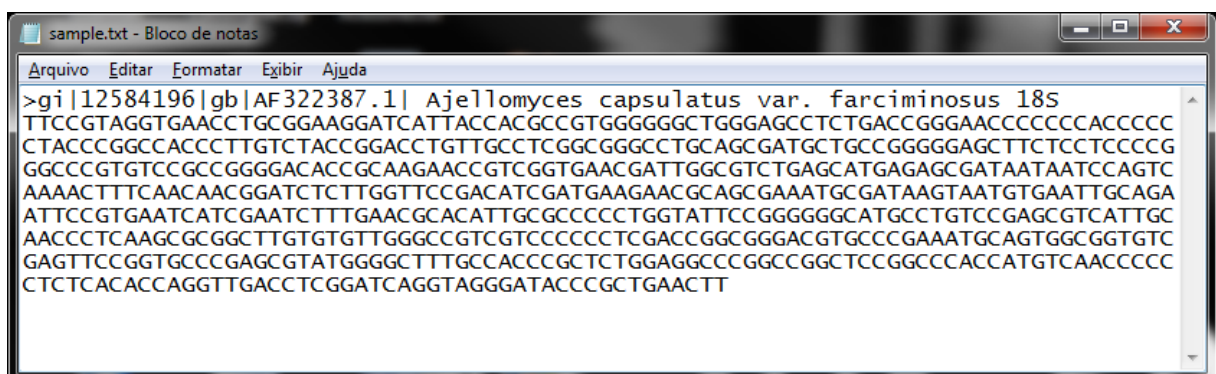 sample.txt - Bloco de notas
Arquivo Editar Formatar Exibir Ajuda
>gi|12584196|gb|AF322387.1| Ajellomyces capsulatus var. farciminosus 18S
TTCCGTAGGTGAACCTGCGGAAGGATCATTACCACGCCGTGGGGGGCTGGGAGCCTCTGACCGGGAACCCCCCCCACCCCC
CTACCCGGCCACCCTTGTCTACCGGACCTGTTGCCTCGGCGGGCCTGCAGCGATGCTGCCGGGGGAGCTTCTCCTCCCCG
GGCCCGTGTCCGCCGGGGACACCGCAAGAACCGTCGGTGAACGATTGGCGTCTGAGCATGAGAGCGATAATAATCCAGTC
AAAACTTTCAACAACGGATCTCTTGGTTCCGACATCGATGAAGAACGCAGCGAAATGCGATAAGTAATGTGAATTGCAGA
ATTCCGTGAATCATCGAATCTTTGAACGCACATTGCGCCCCCTGGTATTCCGGGGGGCATGCCTGTCCGAGCGTCATTGC
AACCCTCAAGCGCGGCTTGTGTGTTGGGCCGTCGTCCCCCCTCGACCGGCGGGACGTGCCCGAAATGCAGTGGCGGTGTC
GAGTTCCGGTGCCCGAGCGTATGGGGCTTTGCCACCCGCTCTGGAGGCCCGGCCGGCTCCGGCCCACCATGTCAACCCCC
CTCTCACACCAGGTTGACCTCGGATCAGGTAGGGATACCCGCTGAACTT